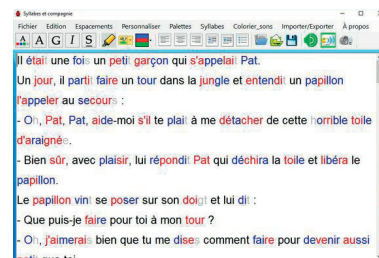 Syllabes et compagnie
Fichier Edition Espacements Personnaliser Palettes Syllabes Colorier_sons Importer/Exporter À propos
A A G I S
Il était une fois un petit garçon qui s'appelait Pat.
Un jour, il partit faire un tour dans la jungle et entendit un papillon
l'appeler au secours :
- Oh, Pat, Pat, aide-moi s'il te plait à me détacher de cette horrible toile
d'araignée.
- Bien sûr, avec plaisir, lui répondit Pat qui déchira la toile et libéra le
papillon.
Le papillon vint se poser sur son doigt et lui dit :
- Que puis-je faire pour toi à mon tour ?
- Oh, j'aimerais bien que tu me dises comment faire pour devenir aussi